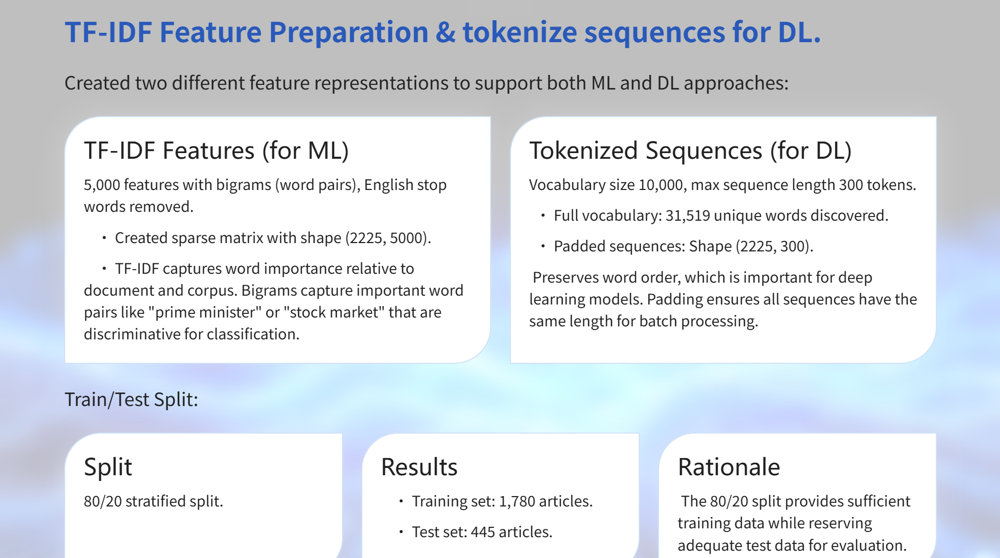 TF-IDF Feature Preparation & tokenize sequences for DL.
Created two different feature representations to support both ML and DL approaches:
TF-IDF Features (for ML)
5,000 features with bigrams (word pairs), English stop
words removed.
• Created sparse matrix with shape (2225, 5000).
• TF-IDF captures word importance relative to
document and corpus. Bigrams capture important word
pairs like "prime minister" or "stock market" that are
discriminative for classification.
Tokenized Sequences (for DL)
Vocabulary size 10,000, max sequence length 300 tokens.
• Full vocabulary: 31,519 unique words discovered.
• Padded sequences: Shape (2225, 300).
Preserves word order, which is important for deep
learning models. Padding ensures all sequences have the
same length for batch processing.
Train/Test Split:
Split
80/20 stratified split.
Results
• Training set: 1,780 articles.
• Test set: 445 articles.
Rationale
The 80/20 split provides sufficient
training data while reserving
adequate test data for evaluation.